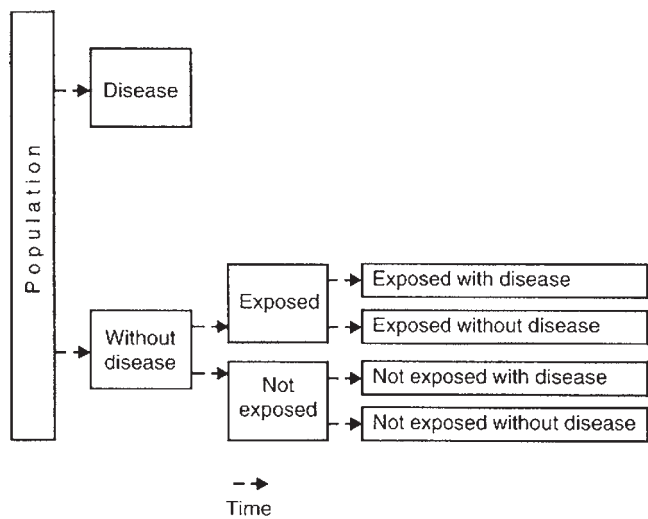 Population
Disease
Without
disease
Exposed
Not
exposed
Exposed with disease
Exposed without disease
Not exposed with disease
Not exposed without disease
Time